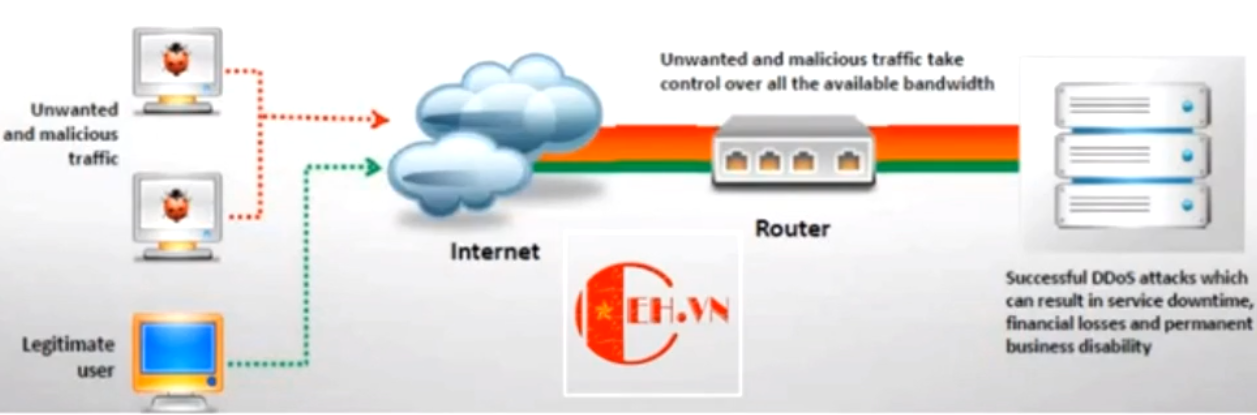 Unwanted
and malicious
traffic
Legitimate
user
Internet
Unwanted and malicious traffic take
control over all the available bandwidth
Router
CEH.VN
Successful DDoS attacks which
can result in service downtime,
financial losses and permanent
business disability